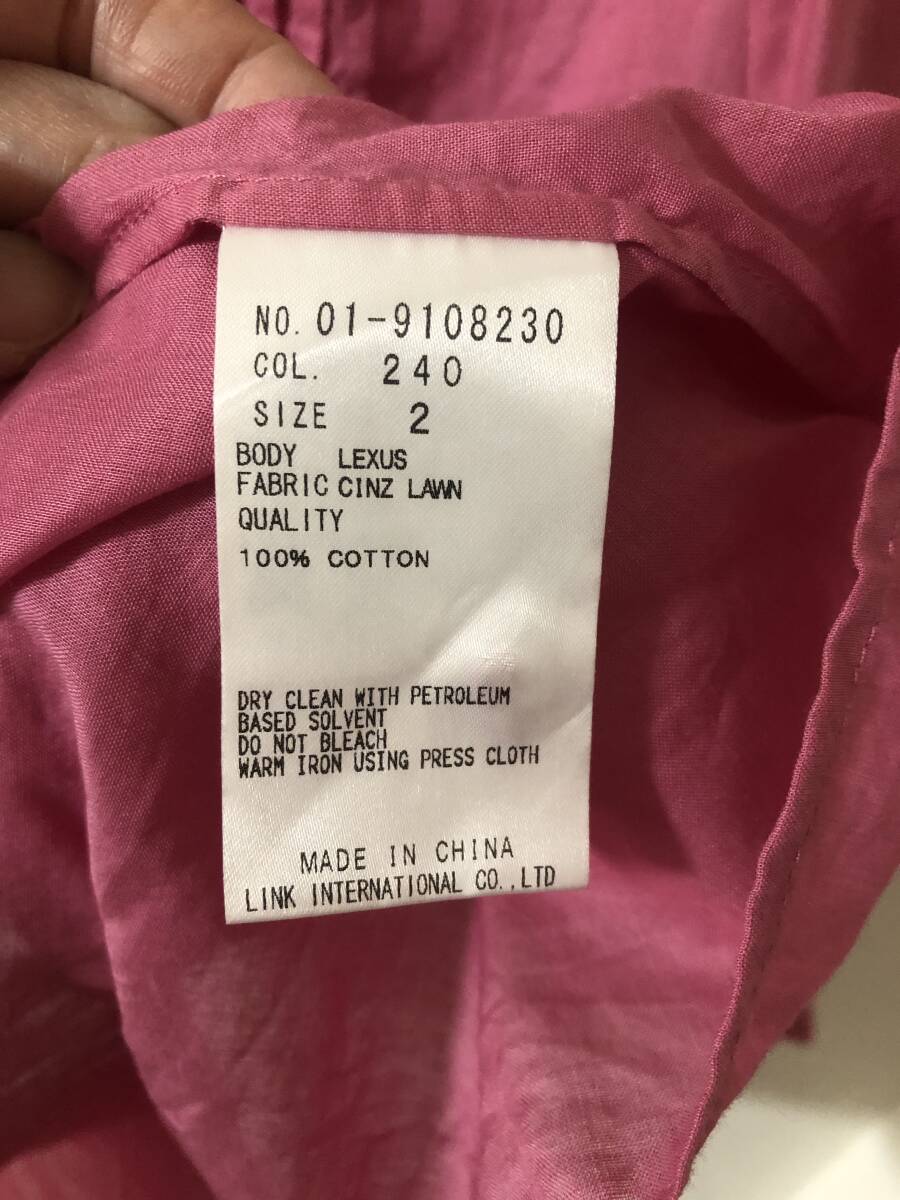 NO. 01-9108230
COL. 240
SIZE 2
BODY LEXUS
FABRIC CINZ LAWN
QUALITY
100% COTTON
DRY CLEAN WITH PETROLEUM
BASED SOLVENT
DO NOT BLEACH
WARM IRON USING PRESS CLOTH
MADE IN CHINA
LINK INTERNATIONAL CO.,LTD